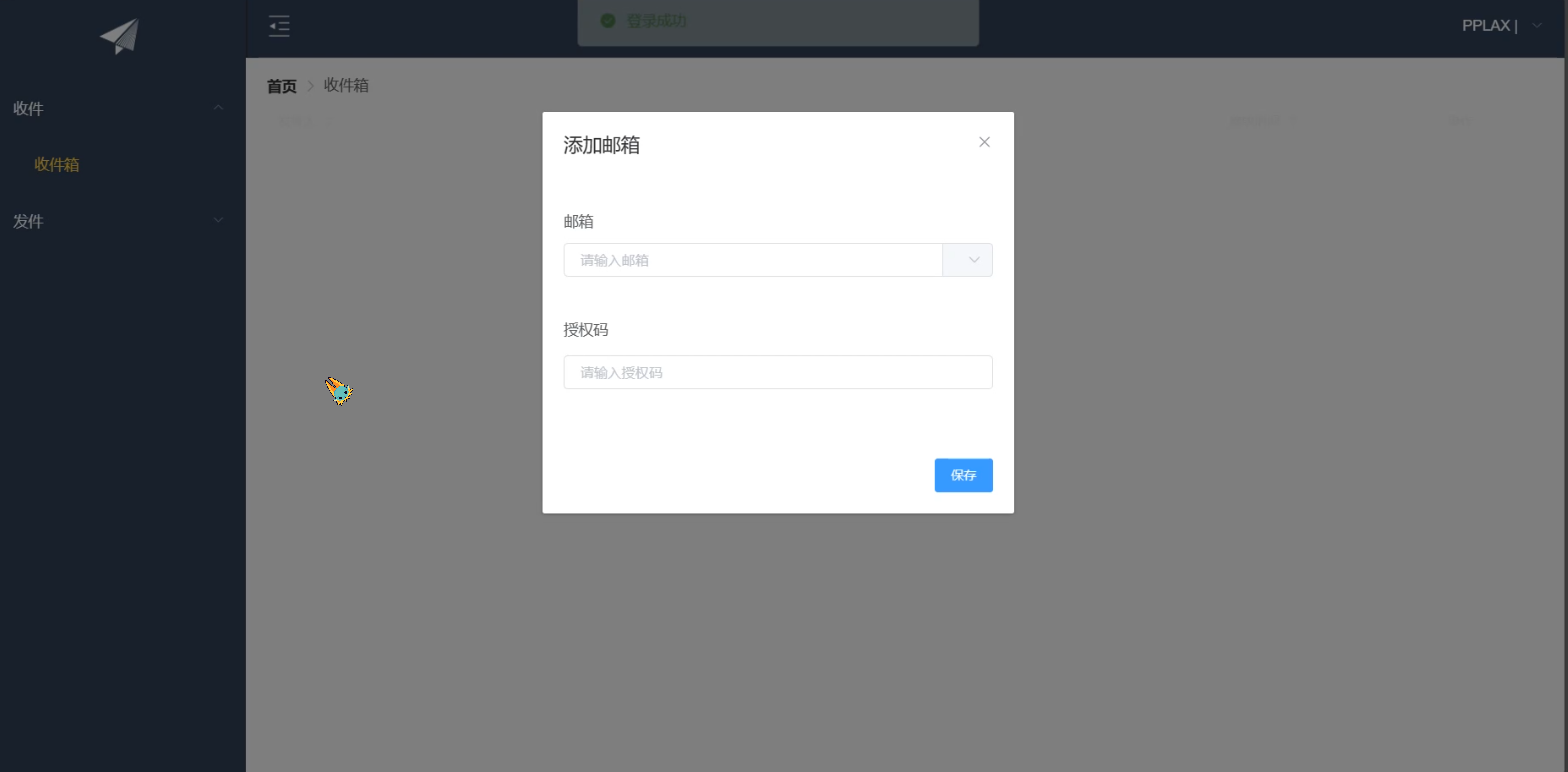 登录成功
PPLAX |
首页 > 收件箱
收件
收件箱
发件
添加邮箱
邮箱
请输入邮箱
授权码
请输入授权码
保存